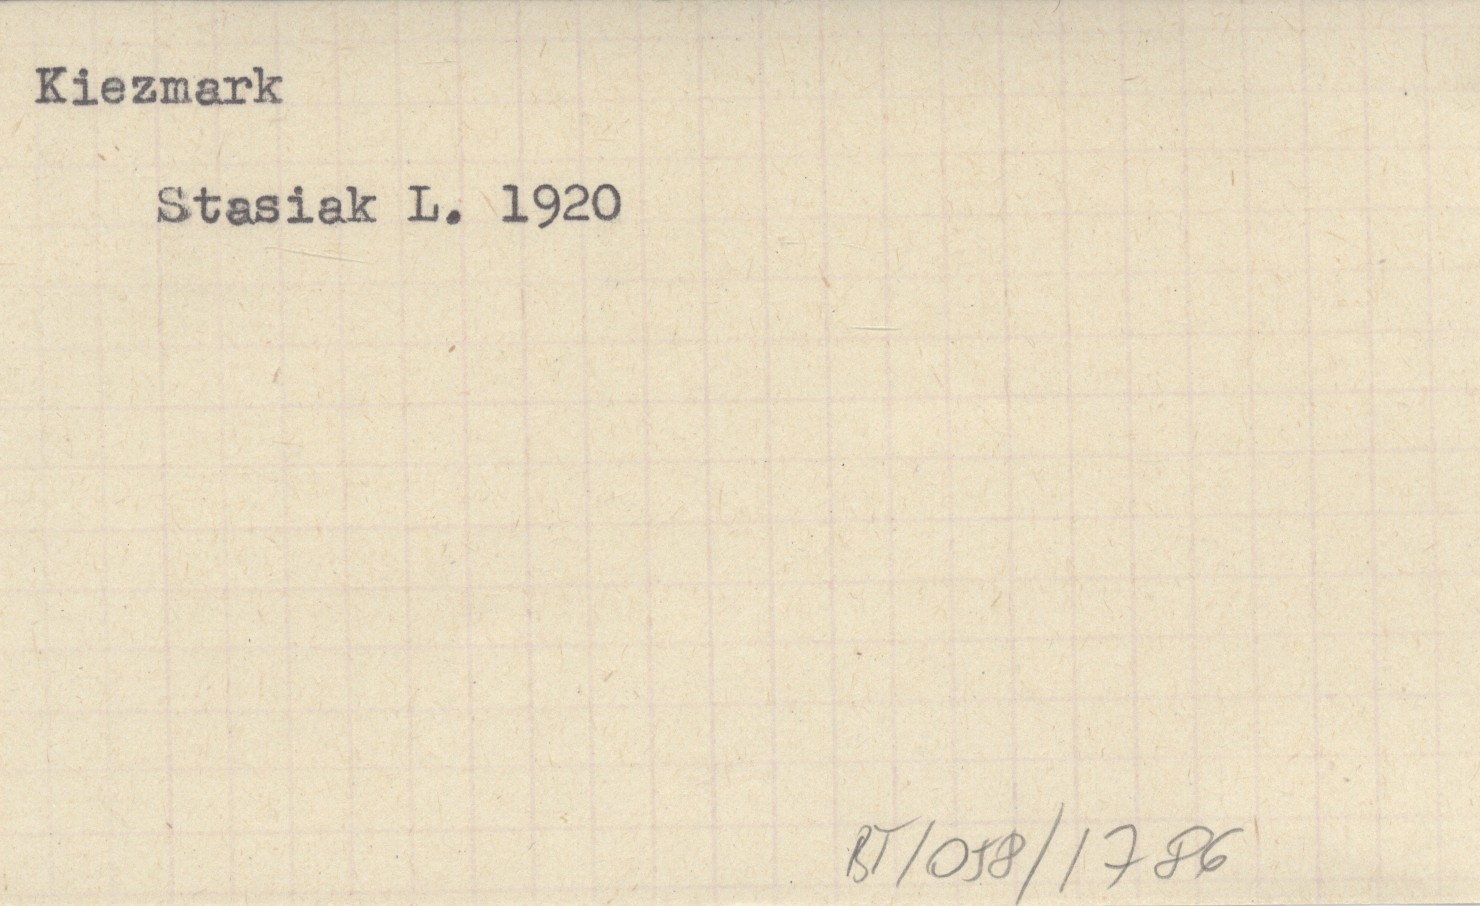 Kiezmark
Stasiak L. 1920
BT/058/1786